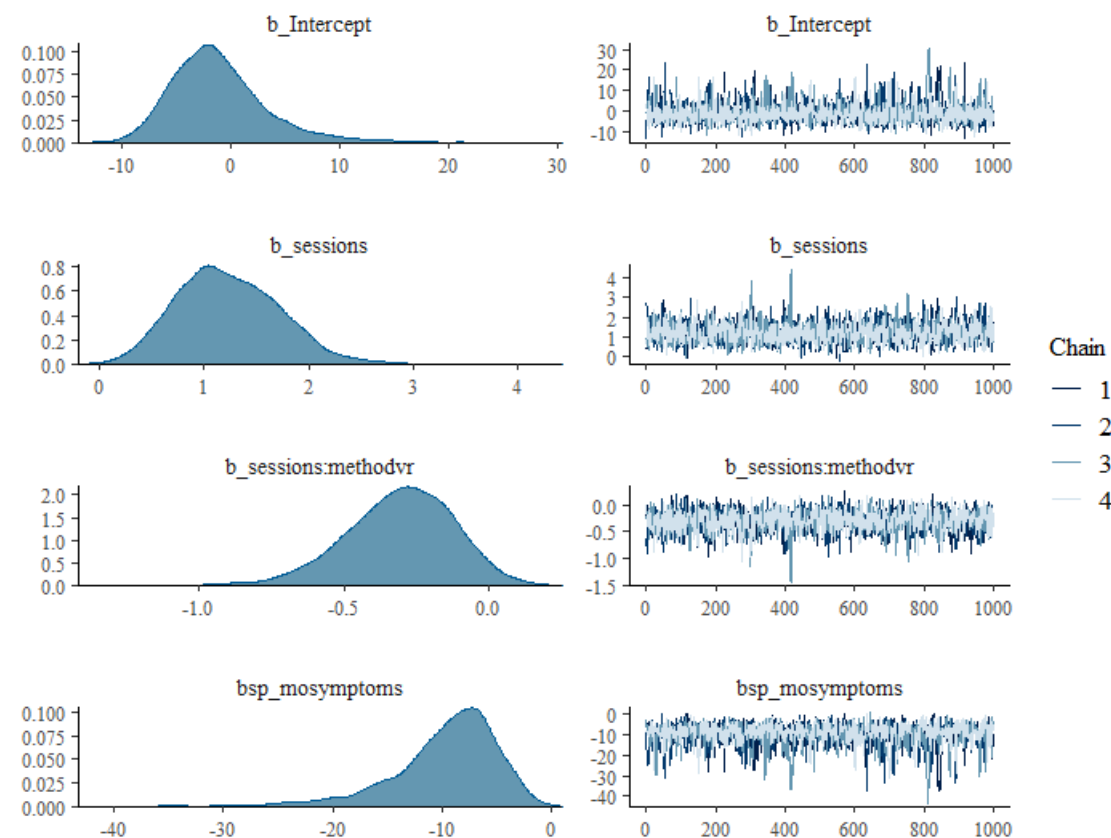 b_Intercept
0.100
0.075
0.050
0.025
0.000
-10 0 10 20 30
b_Intercept
30
20
10
0
-10
0 200 400 600 800 1000
b_sessions
0.8
0.6
0.4
0.2
0.0
0 1 2 3 4
b_sessions
4
3
2
1
0
0 200 400 600 800 1000
b_sessions:methodvr
2.0
1.5
1.0
0.5
0.0
-1.0 -0.5 0.0
b_sessions:methodvr
0.0
-0.5
-1.0
-1.5
0 200 400 600 800 1000
bsp_mosymptoms
0.100
0.075
0.050
0.025
0.000
-40 -30 -20 -10 0
bsp_mosymptoms
0
-10
-20
-30
-40
0 200 400 600 800 1000
Chain
1
2
3
4